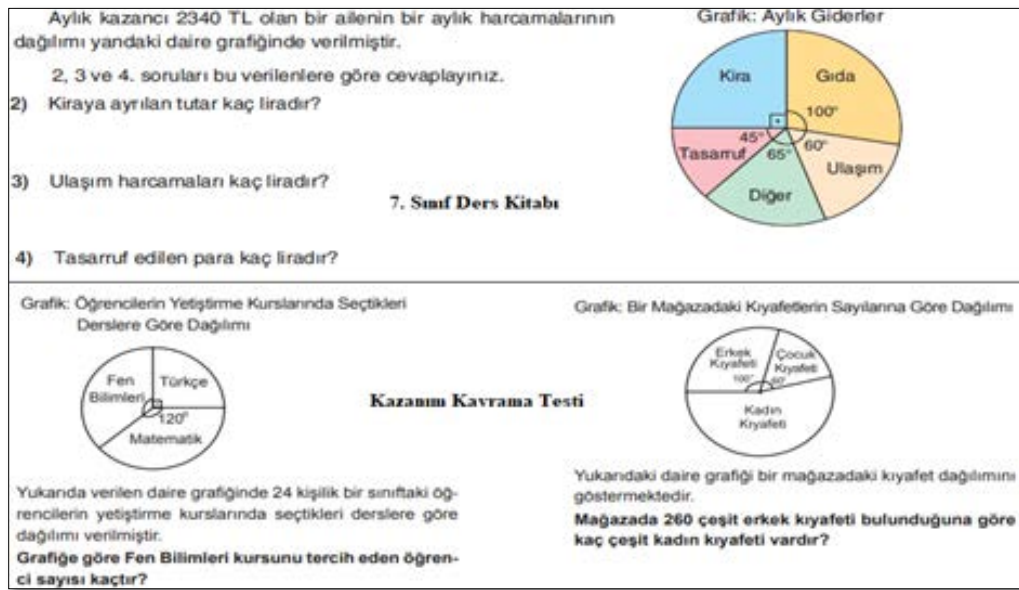 Aylık kazancı 2340 TL olan bir ailenin bir aylık harcamalarının
dağılımı yandaki daire grafiğinde verilmiştir.
2, 3 ve 4. soruları bu verilenlere göre cevaplayınız.
2) Kiraya ayrılan tutar kaç liradır?
3) Ulaşım harcamaları kaç liradır?
7. Sınıf Ders Kitabı
4) Tasarruf edilen para kaç liradır?
Grafik: Aylık Giderler
Kira
Gıda
100°
45°
60°
Tasarruf
65°
Ulaşım
Diğer
Grafik: Öğrencilerin Yetiştirme Kurslarında Seçtikleri
Derslere Göre Dağılımı
Fen
Bilimleri
Türkçe
120°
Matematik
Kazanım Kavrama Testi
Yukarıda verilen daire grafiğinde 24 kişilik bir sınıftaki öğ-
rencilerin yetiştirme kurslarında seçtikleri derslere göre
dağılımı verilmiştir.
Grafiğe göre Fen Bilimleri kursunu tercih eden öğren-
ci sayısı kaçtır?
Grafik: Bir Mağazadaki Kıyafetlerin Sayılarına Göre Dağılımı
Erkek
Kıyafeti
Çocuk
Kıyafeti
100°
60°
Kadın
Kıyafeti
Yukarıdaki daire grafiği bir mağazadaki kıyafet dağılımını
göstermektedir.
Mağazada 260 çeşit erkek kıyafeti bulunduğuna göre
kaç çeşit kadın kıyafeti vardır?